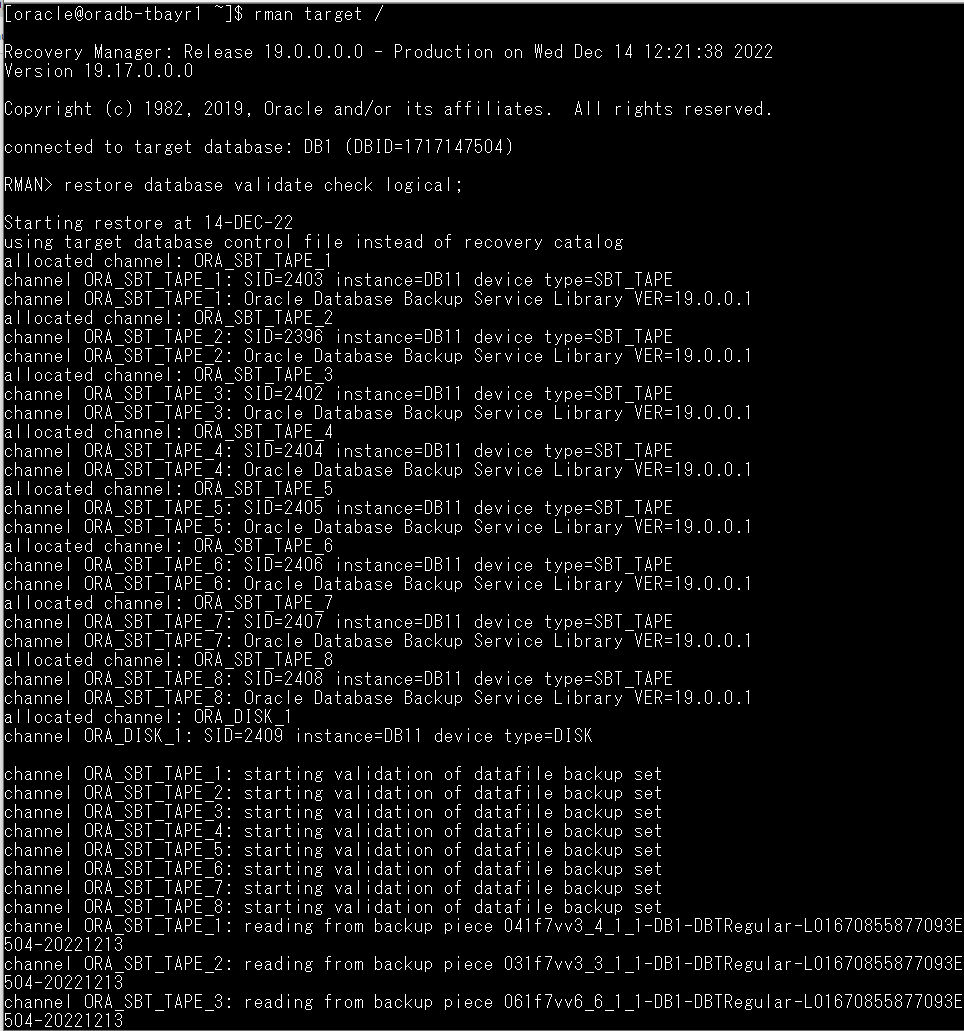 [oracle@oradb-tbayr1 ~]$ rman target /
Recovery Manager: Release 19.0.0.0.0 - Production on Wed Dec 14 12:21:38 2022
Version 19.17.0.0.0
Copyright (c) 1982, 2019, Oracle and/or its affiliates.  All rights reserved.
connected to target database: DB1 (DBID=1717147504)
RMAN> restore database validate check logical;
Starting restore at 14-DEC-22
using target database control file instead of recovery catalog
allocated channel: ORA_SBT_TAPE_1
channel ORA_SBT_TAPE_1: SID=2403 instance=DB11 device type=SBT_TAPE
channel ORA_SBT_TAPE_1: Oracle Database Backup Service Library VER=19.0.0.1
allocated channel: ORA_SBT_TAPE_2
channel ORA_SBT_TAPE_2: SID=2396 instance=DB11 device type=SBT_TAPE
channel ORA_SBT_TAPE_2: Oracle Database Backup Service Library VER=19.0.0.1
allocated channel: ORA_SBT_TAPE_3
channel ORA_SBT_TAPE_3: SID=2402 instance=DB11 device type=SBT_TAPE
channel ORA_SBT_TAPE_3: Oracle Database Backup Service Library VER=19.0.0.1
allocated channel: ORA_SBT_TAPE_4
channel ORA_SBT_TAPE_4: SID=2404 instance=DB11 device type=SBT_TAPE
channel ORA_SBT_TAPE_4: Oracle Database Backup Service Library VER=19.0.0.1
allocated channel: ORA_SBT_TAPE_5
channel ORA_SBT_TAPE_5: SID=2405 instance=DB11 device type=SBT_TAPE
channel ORA_SBT_TAPE_5: Oracle Database Backup Service Library VER=19.0.0.1
allocated channel: ORA_SBT_TAPE_6
channel ORA_SBT_TAPE_6: SID=2406 instance=DB11 device type=SBT_TAPE
channel ORA_SBT_TAPE_6: Oracle Database Backup Service Library VER=19.0.0.1
allocated channel: ORA_SBT_TAPE_7
channel ORA_SBT_TAPE_7: SID=2407 instance=DB11 device type=SBT_TAPE
channel ORA_SBT_TAPE_7: Oracle Database Backup Service Library VER=19.0.0.1
allocated channel: ORA_SBT_TAPE_8
channel ORA_SBT_TAPE_8: SID=2408 instance=DB11 device type=SBT_TAPE
channel ORA_SBT_TAPE_8: Oracle Database Backup Service Library VER=19.0.0.1
allocated channel: ORA_DISK_1
channel ORA_DISK_1: SID=2409 instance=DB11 device type=DISK
channel ORA_SBT_TAPE_1: starting validation of datafile backup set
channel ORA_SBT_TAPE_2: starting validation of datafile backup set
channel ORA_SBT_TAPE_3: starting validation of datafile backup set
channel ORA_SBT_TAPE_4: starting validation of datafile backup set
channel ORA_SBT_TAPE_5: starting validation of datafile backup set
channel ORA_SBT_TAPE_6: starting validation of datafile backup set
channel ORA_SBT_TAPE_7: starting validation of datafile backup set
channel ORA_SBT_TAPE_8: starting validation of datafile backup set
channel ORA_SBT_TAPE_1: reading from backup piece 041f7vv3_4_1_1-DB1-DBTRegular-L01670855877093E
504-20221213
channel ORA_SBT_TAPE_2: reading from backup piece 031f7vv3_3_1_1-DB1-DBTRegular-L01670855877093E
504-20221213
channel ORA_SBT_TAPE_3: reading from backup piece 061f7vv6_6_1_1-DB1-DBTRegular-L01670855877093E
504-20221213